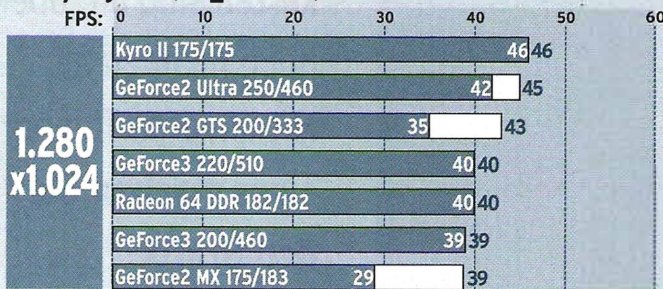 FPS: 0 10 20 30 40 50 60
1.280
x1.024
Kyro II 175/175 46 46
GeForce2 Ultra 250/460 42 45
GeForce2 GTS 200/333 35 43
GeForce3 220/510 40 40
Radeon 64 DDR 182/182 40 40
GeForce3 200/460 39 39
GeForce2 MX 175/183 29 39